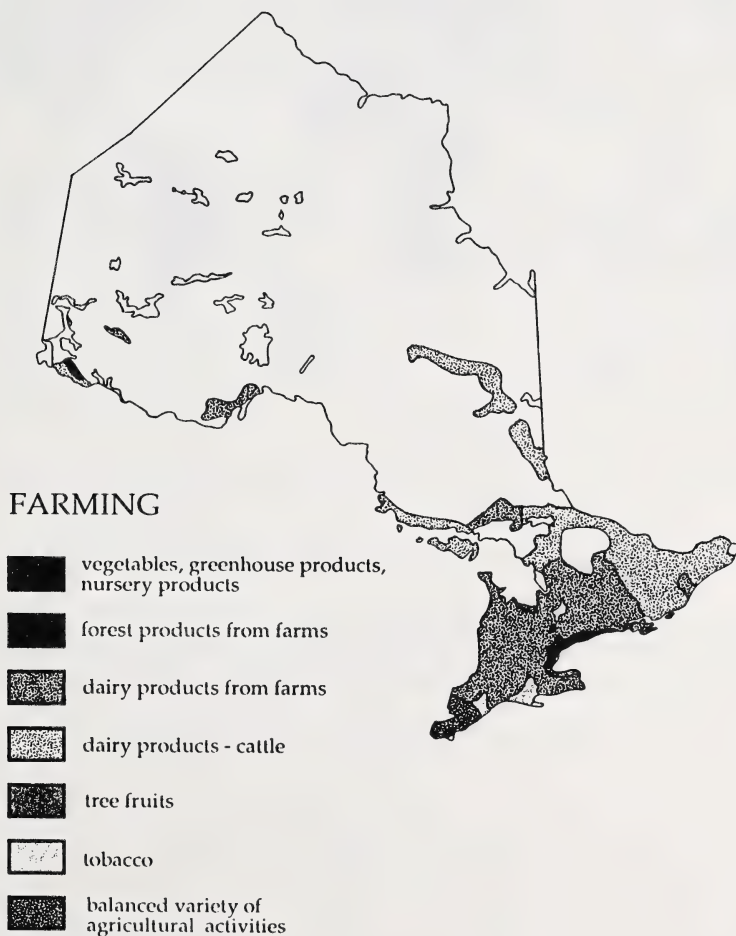 FARMING
vegetables, greenhouse products,
nursery products
forest products from farms
dairy products from farms
dairy products - cattle
tree fruits
tobacco
balanced variety of
agricultural activities